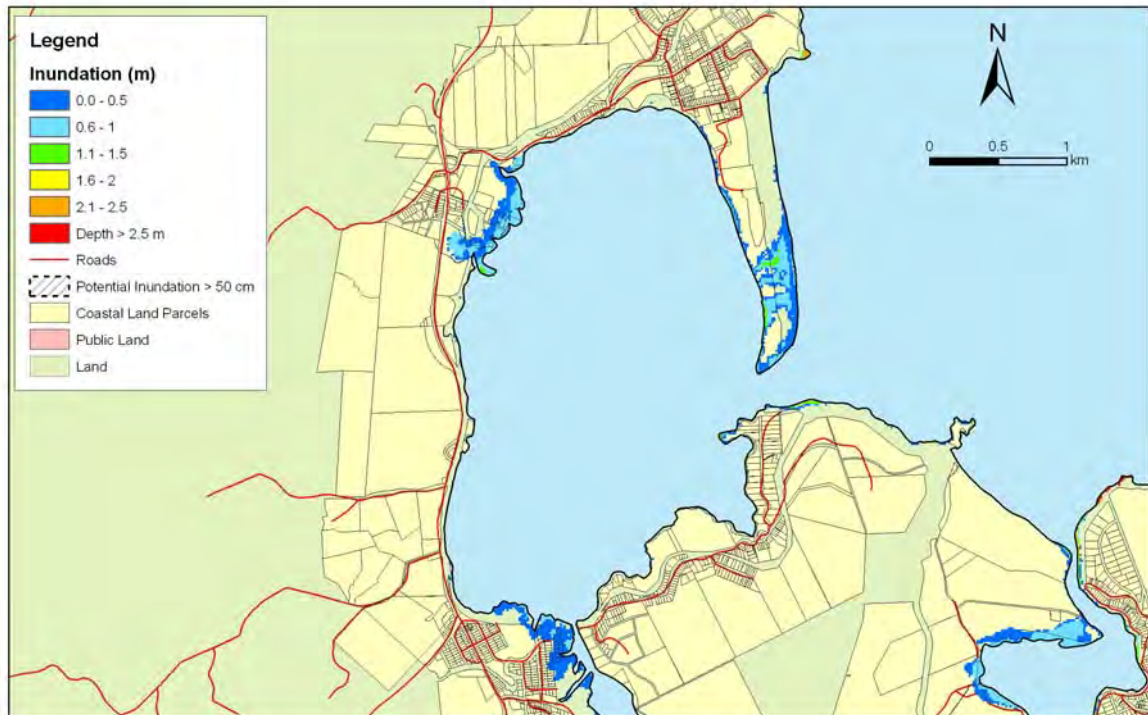 Legend
Inundation (m)
0.0 - 0.5
0.6 - 1
1.1 - 1.5
1.6 - 2
2.1 - 2.5
Depth > 2.5 m
Roads
Potential Inundation > 50 cm
Coastal Land Parcels
Public Land
Land
N
0 0.5 1
km